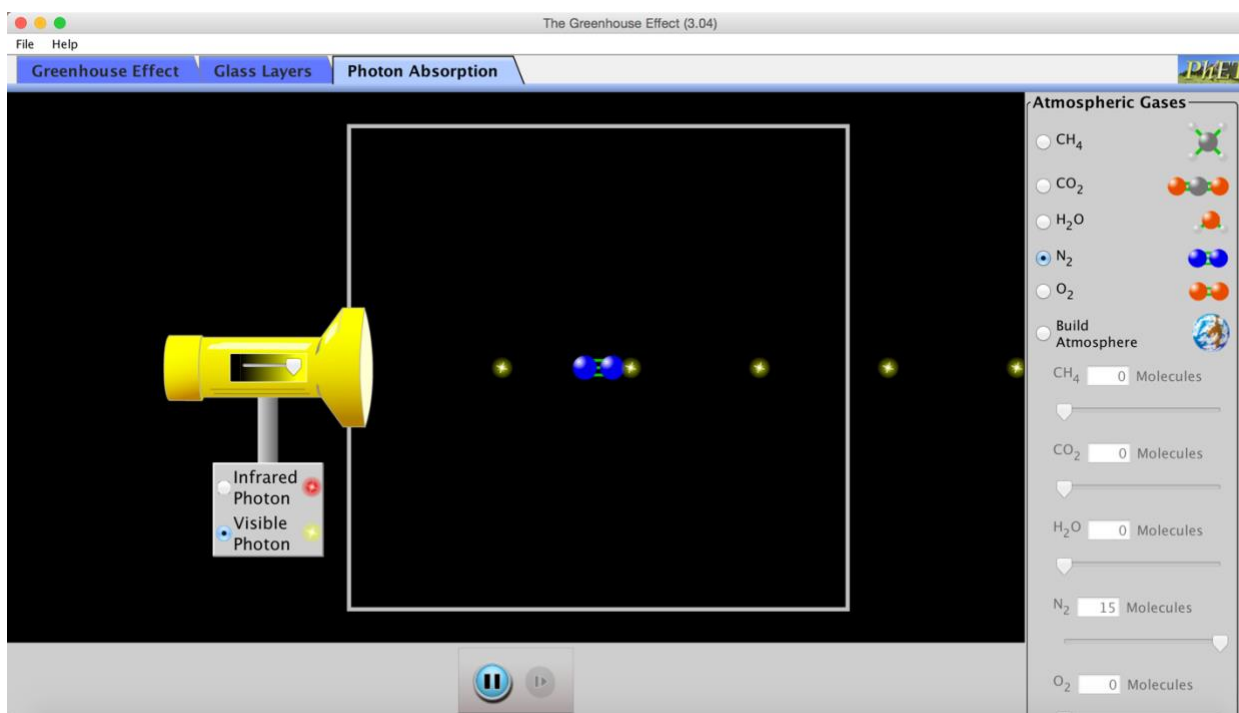 The Greenhouse Effect (3.04)
File Help
Greenhouse Effect Glass Layers Photon Absorption
PhET
Atmospheric Gases
CH4
CO2
H2O
N2
O2
Build
Atmosphere
CH4 0 Molecules
CO2 0 Molecules
H2O 0 Molecules
N2 15 Molecules
O2 0 Molecules
Infrared
Photon
Visible
Photon